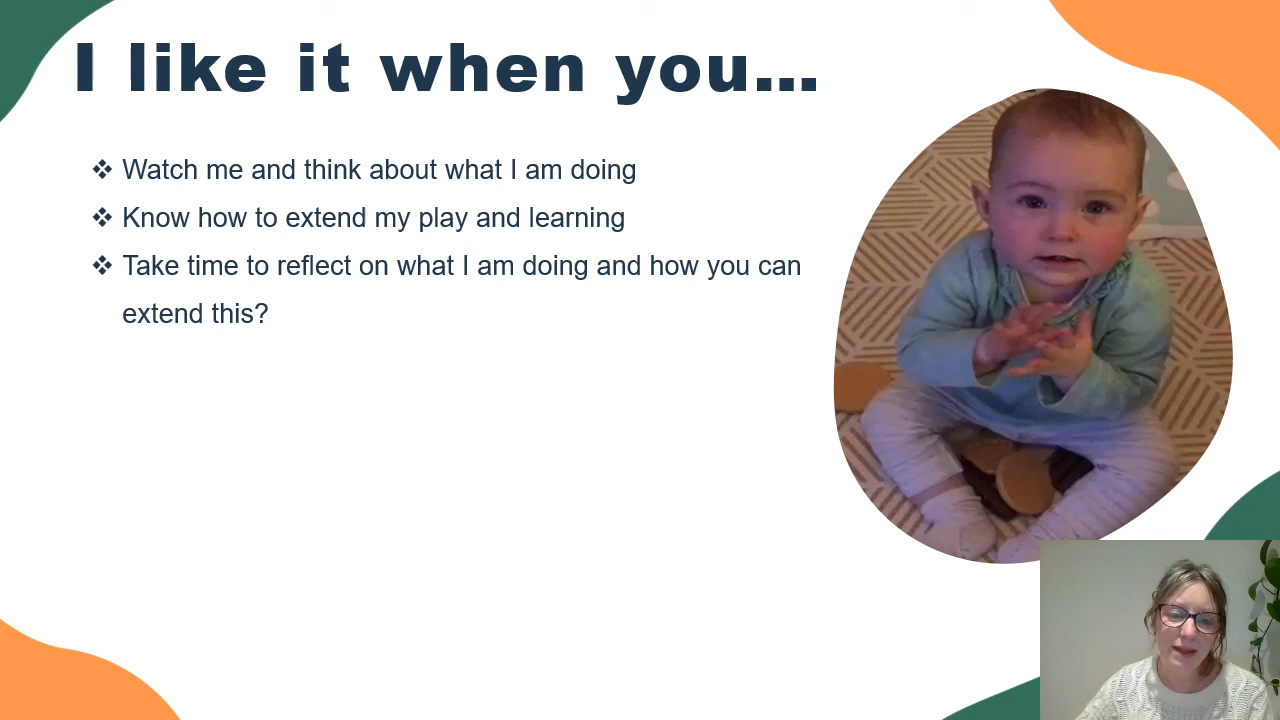 I like it when you...
❖ Watch me and think about what I am doing
❖ Know how to extend my play and learning
❖ Take time to reflect on what I am doing and how you can
extend this?